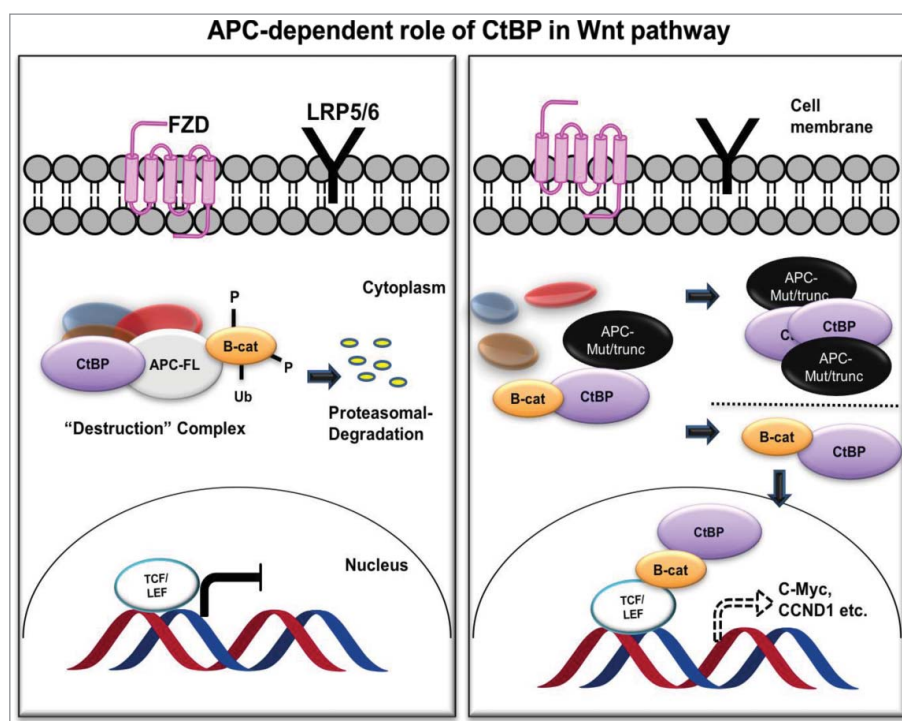 APC-dependent role of CtBP in Wnt pathway
FZD
LRP5/6
Cytoplasm
P
CtBP
APC-FL
B-cat
P
Ub
"Destruction" Complex
Proteasomal-
Degradation
Nucleus
TCF/
LEF
Cell
membrane
APC-
Mut/trunc
APC-
Mut/trunc
CtBP
APC-
Mut/trunc
B-cat
CtBP
B-cat
CtBP
CtBP
B-cat
TCF/
LEF
C-Myc,
CCND1 etc.